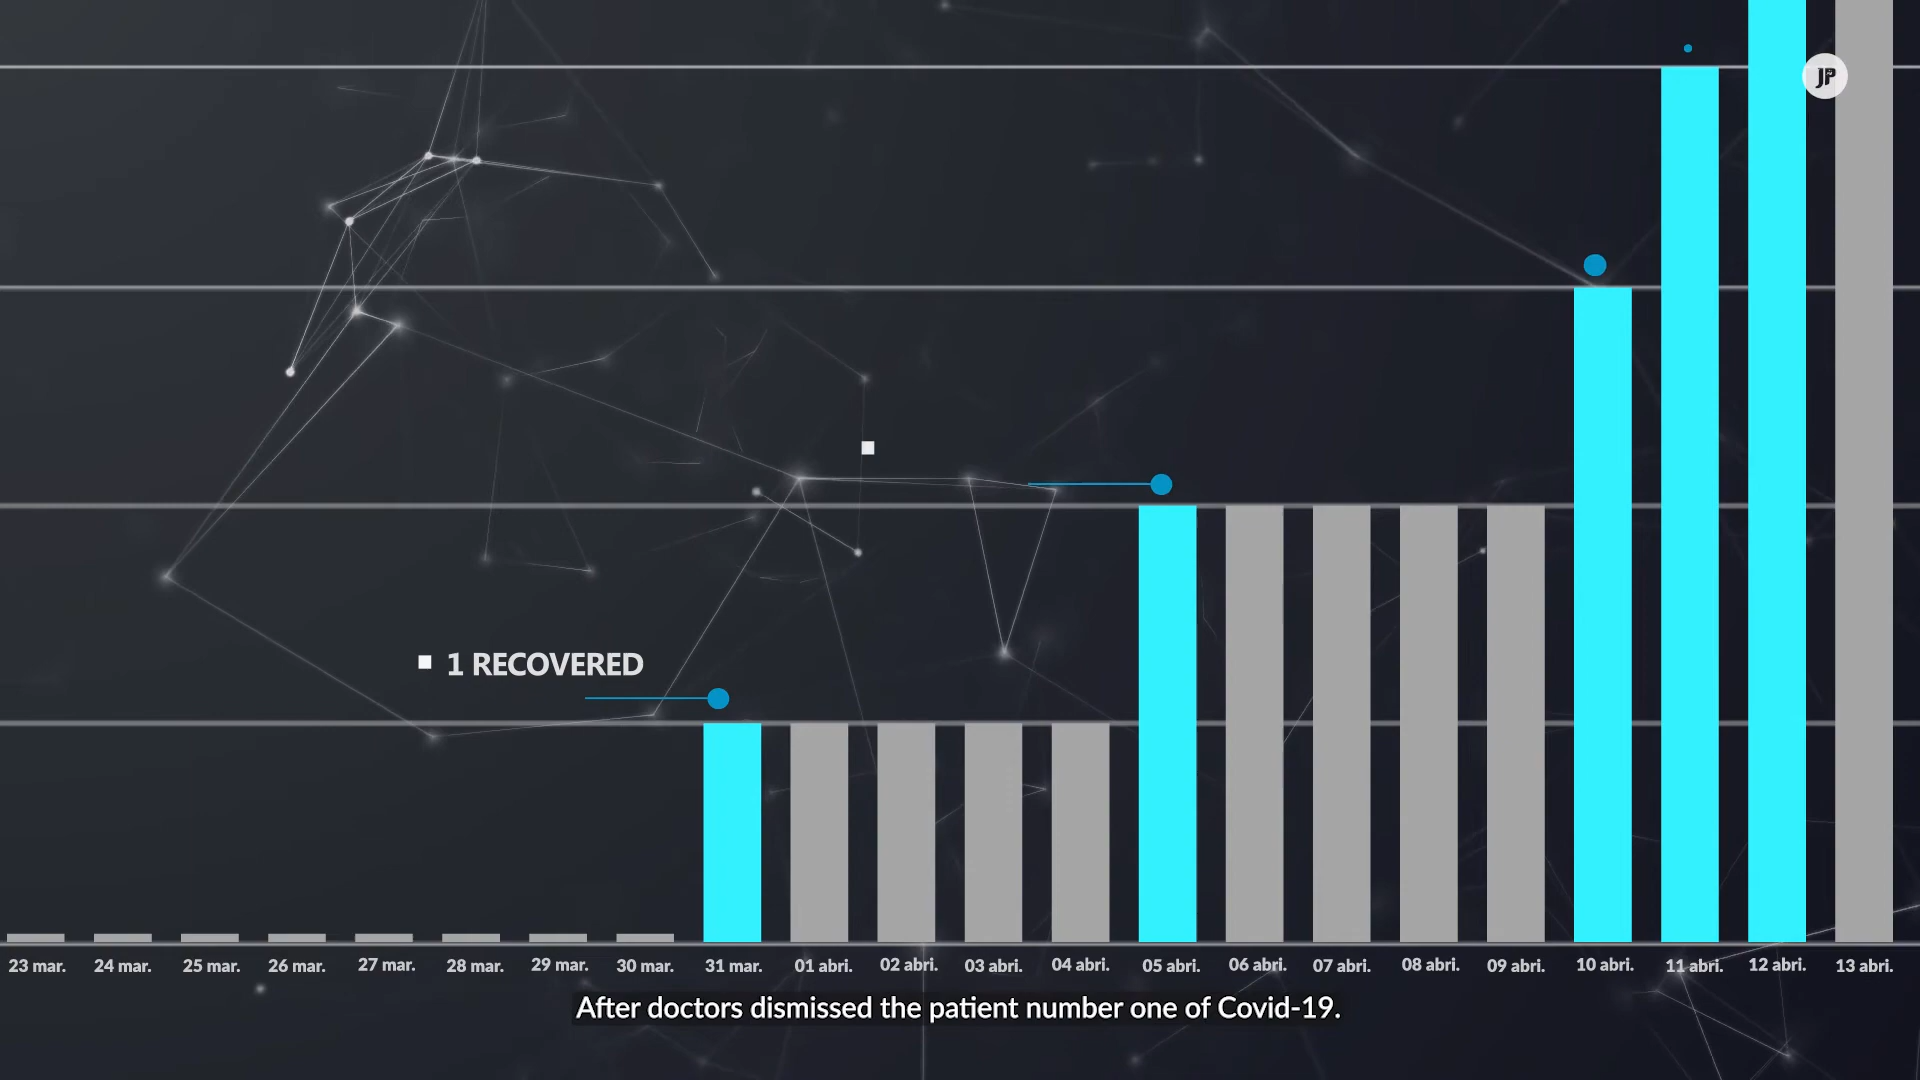 JP
1 RECOVERED
23 mar. 24 mar. 25 mar. 26 mar. 27 mar. 28 mar. 29 mar. 30 mar. 31 mar. 01 abri. 02 abri. 03 abri. 04 abri. 05 abri. 06 abri. 07 abri. 08 abri. 09 abri. 10 abri. 11 abri. 12 abri. 13 abri.
After doctors dismissed the patient number one of Covid-19.